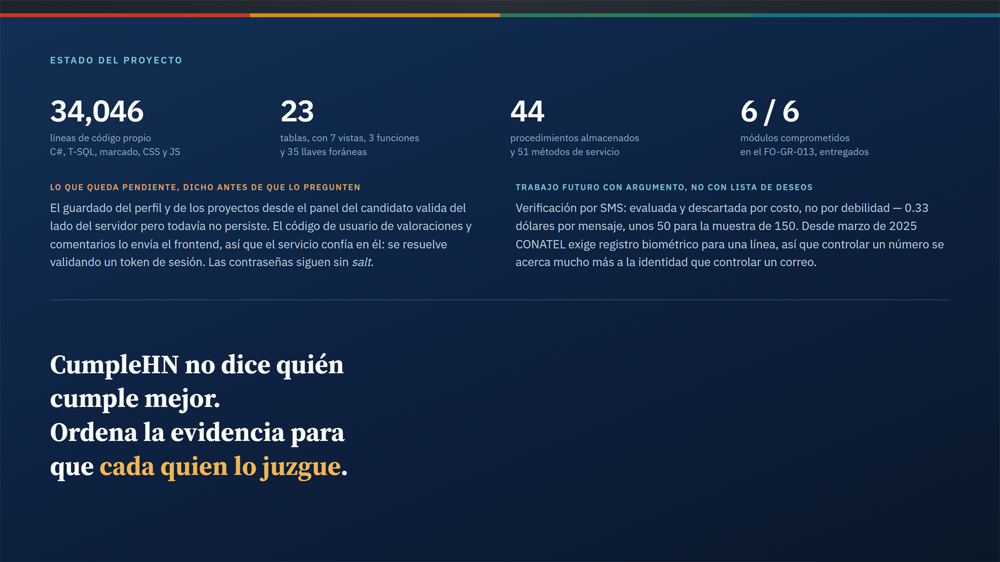 ESTADO DEL PROYECTO
34,046
líneas de código propio
C#, T-SQL, marcado, CSS y JS
23
tablas, con 7 vistas, 3 funciones
y 35 llaves foráneas
44
procedimientos almacenados
y 51 métodos de servicio
6 / 6
módulos comprometidos
en el FO-GR-013, entregados
LO QUE QUEDA PENDIENTE, DICHO ANTES DE QUE LO PREGUNTEN
El guardado del perfil y de los proyectos desde el panel del candidato valida del
lado del servidor pero todavía no persiste. El código de usuario de valoraciones y
comentarios lo envía el frontend, así que el servicio confía en él: se resuelve
validando un token de sesión. Las contraseñas siguen sin salt.
TRABAJO FUTURO CON ARGUMENTO, NO CON LISTA DE DESEOS
Verificación por SMS: evaluada y descartada por costo, no por debilidad — 0.33
dólares por mensaje, unos 50 para la muestra de 150. Desde marzo de 2025
CONATEL exige registro biométrico para una línea, así que controlar un número se
acerca mucho más a la identidad que controlar un correo.
CumpleHN no dice quién
cumple mejor.
Ordena la evidencia para
que cada quien lo juzgue.